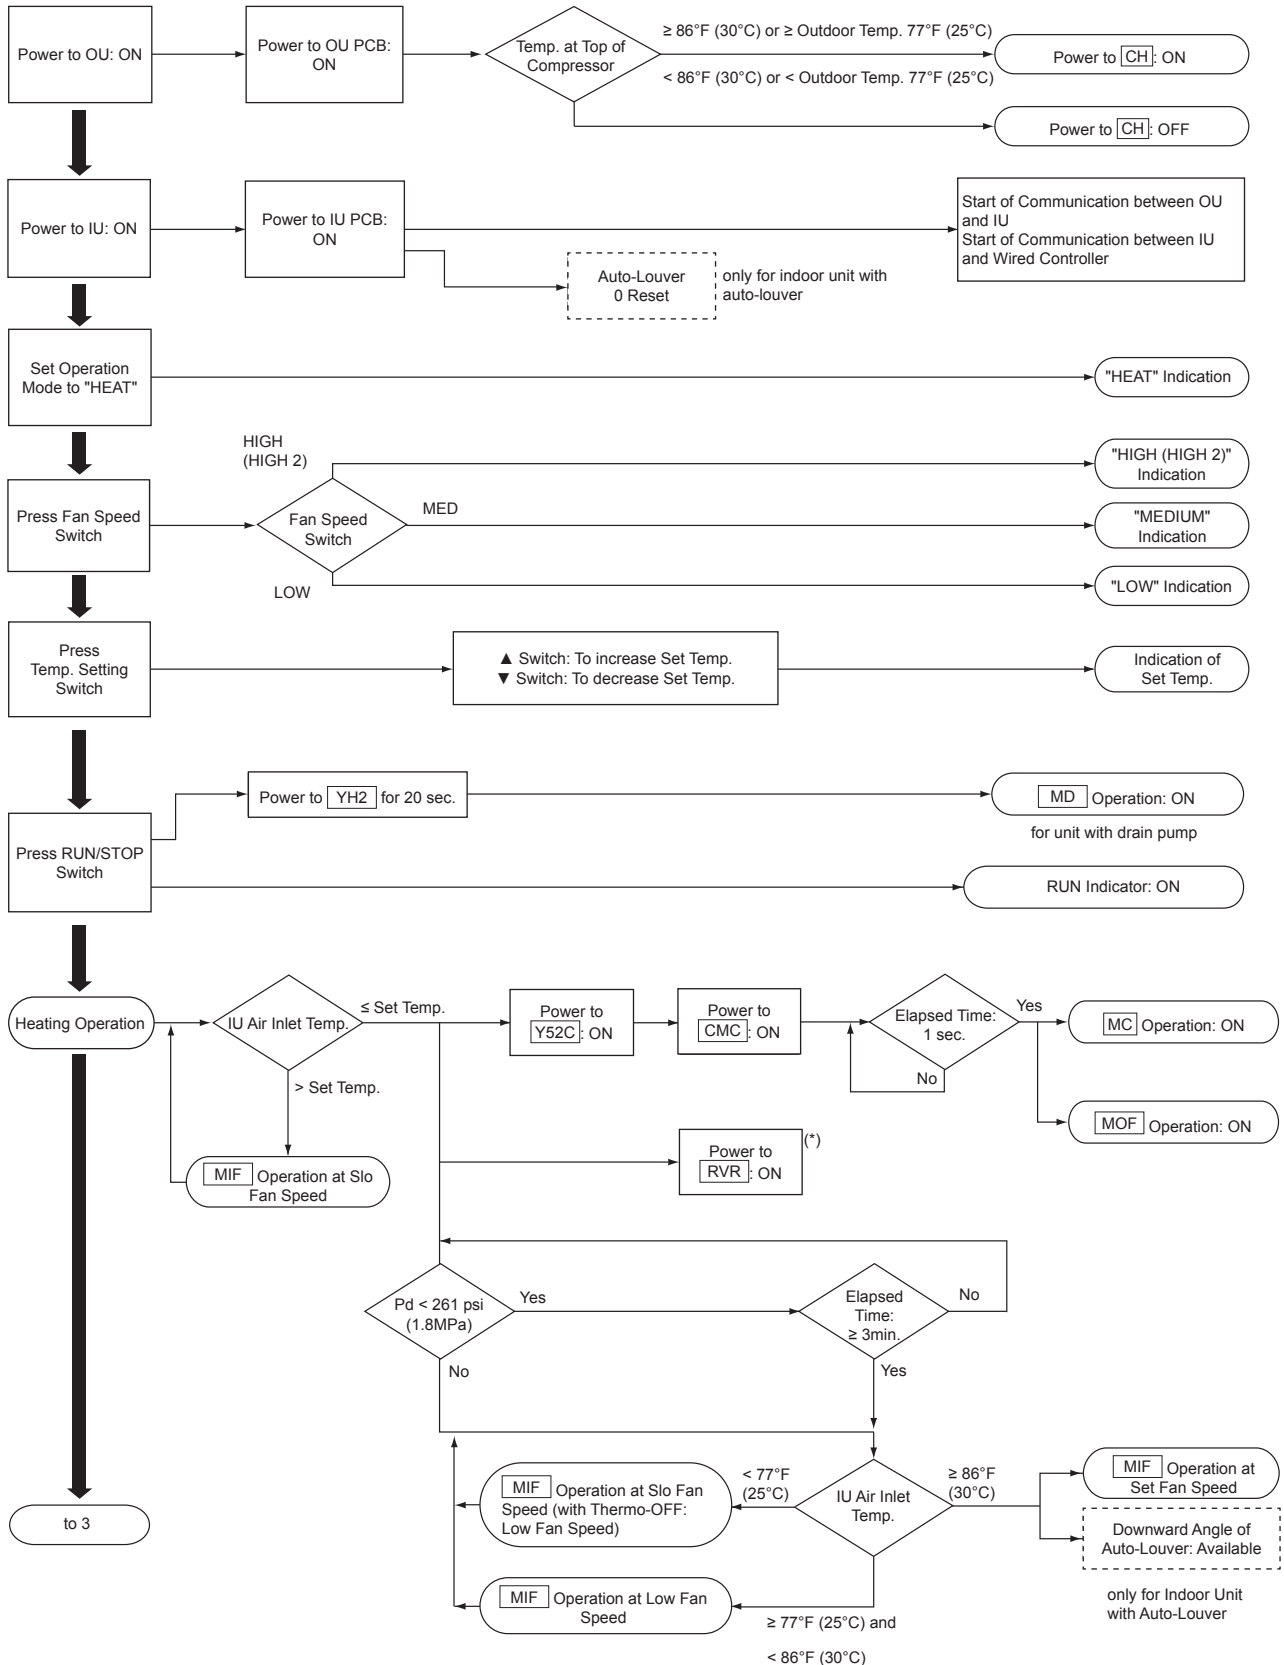 Power to OU: ON
Power to OU PCB:
ON
Temp. at Top of
Compressor
≥ 86°F (30°C) or ≥ Outdoor Temp. 77°F (25°C)
< 86°F (30°C) or < Outdoor Temp. 77°F (25°C)
Power to CH: ON
Power to CH: OFF
Power to IU: ON
Power to IU PCB:
ON
Start of Communication between OU
and IU
Start of Communication between IU
and Wired Controller
Auto-Louver
0 Reset
only for indoor unit with
auto-louver
Set Operation
Mode to "HEAT"
"HEAT" Indication
Press Fan Speed
Switch
Fan Speed
Switch
HIGH
(HIGH 2)
MED
LOW
"HIGH (HIGH 2)"
Indication
"MEDIUM"
Indication
"LOW" Indication
Press
Temp. Setting
Switch
▲ Switch: To increase Set Temp.
▼ Switch: To decrease Set Temp.
Indication of
Set Temp.
Press RUN/STOP
Switch
Power to YH2 for 20 sec.
MD Operation: ON
for unit with drain pump
RUN Indicator: ON
Heating Operation
IU Air Inlet Temp.
≤ Set Temp.
> Set Temp.
MIF Operation at Slo
Fan Speed
Power to
Y52C : ON
Power to
CMC : ON
Elapsed Time:
1 sec.
Yes
No
MC Operation: ON
MOF Operation: ON
Power to
RVR : ON
(*)
Pd < 261 psi
(1.8MPa)
Yes
No
Elapsed
Time:
≥ 3min.
No
Yes
IU Air Inlet
Temp.
< 77°F
(25°C)
≥ 86°F
(30°C)
MIF Operation at Slo Fan
Speed (with Thermo-OFF:
Low Fan Speed)
MIF Operation at
Set Fan Speed
Downward Angle of
Auto-Louver: Available
only for Indoor Unit
with Auto-Louver
MIF Operation at Low Fan
Speed
≥ 77°F (25°C) and
< 86°F (30°C)
to 3